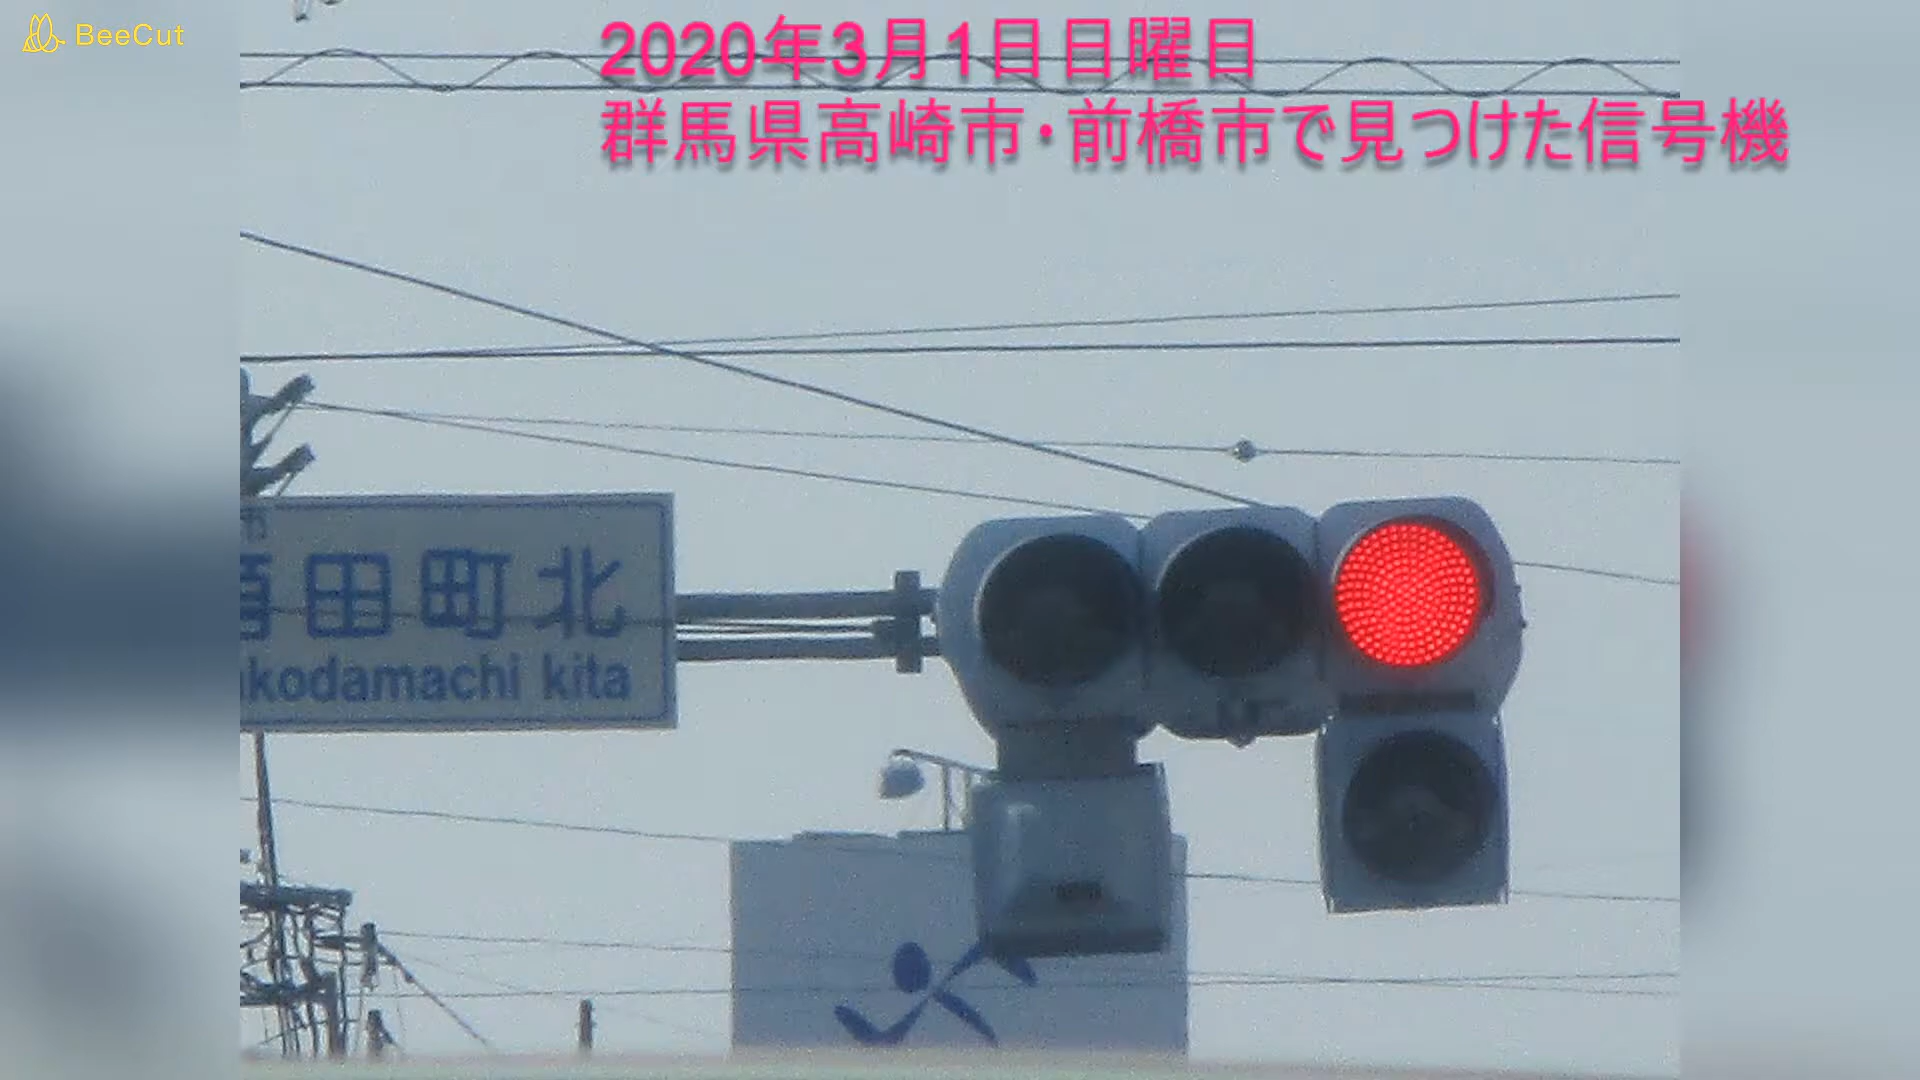 BeeCut
2020年3月1日日曜日
群馬県高崎市・前橋市で見つけた信号機
田町北
kodamachi kita